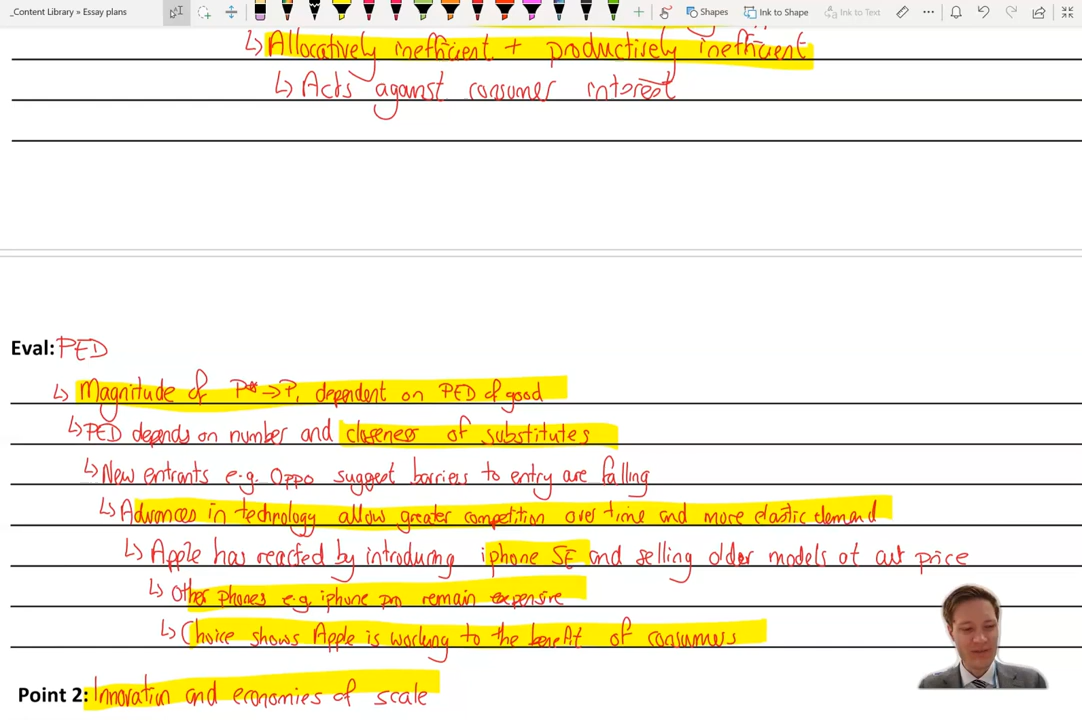 _Content Library » Essay plans
Shapes
Ink to Shape
Ink to Text
↳ Allocatively inefficient + productively inefficient
↳ Acts against consumer interest
Eval: PED
↳ Magnitude of P* → P₁ dependent on PED of good
↳ PED depends on number and closeness of substitutes
↳ New entrants e.g. Oppo suggest barriers to entry are falling
↳ Advances in technology allow greater competition over time and more elastic demand
↳ Apple has reacted by introducing iphone SE and selling older models at cut price
↳ Other phones e.g. iphone pro remain expensive
↳ Choice shows Apple is working to the benefit of consumers
Point 2: Innovation and economies of scale